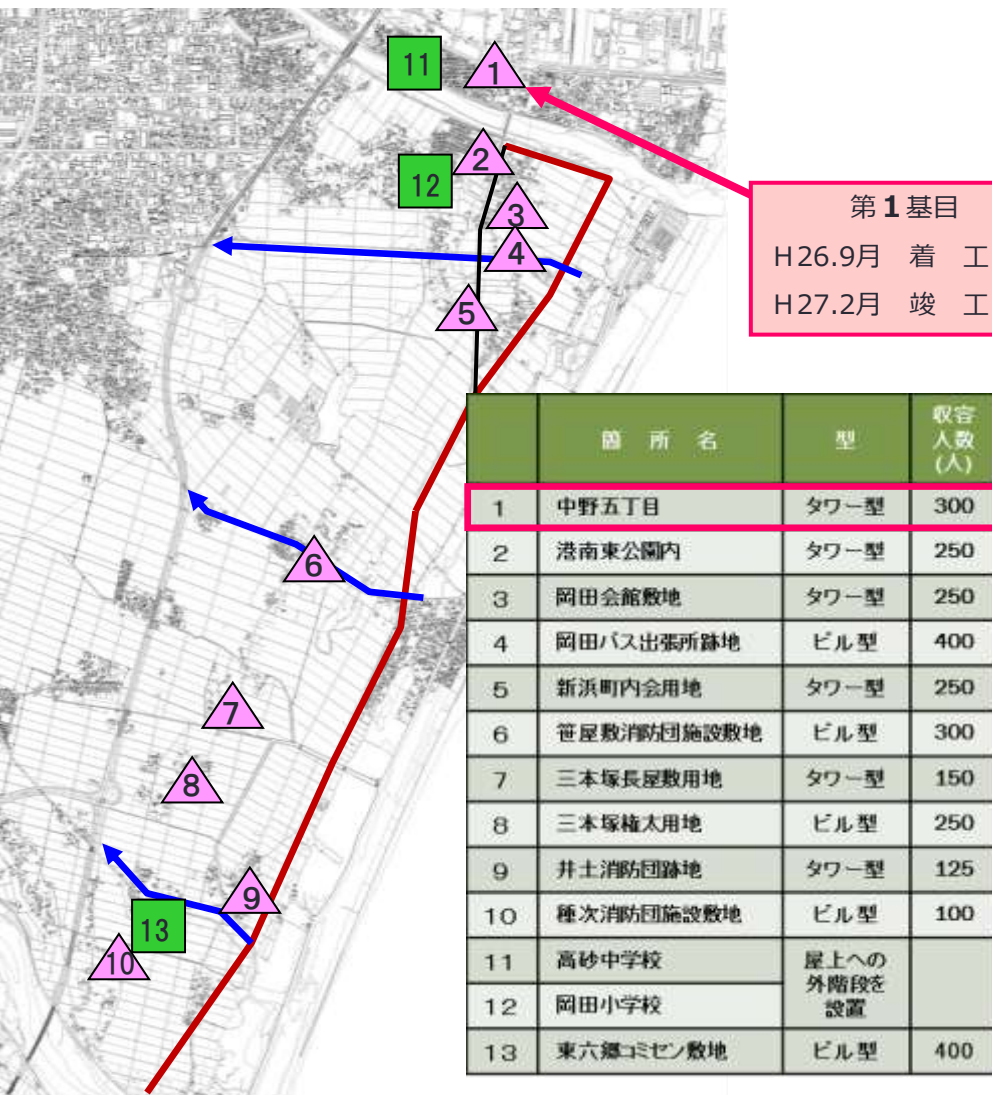 11
1
2
12
3
4
5
6
7
8
9
13
10
第1基目
H26.9月 着 工
H27.2月 竣 工
箇 所 名 型 収容人数(人)
1 中野五丁目 タワー型 300
2 港南東公園内 タワー型 250
3 岡田会館敷地 タワー型 250
4 岡田バス出張所跡地 ビル型 400
5 新浜町内会用地 タワー型 250
6 笹屋敷消防団施設敷地 ビル型 300
7 三本塚長屋敷用地 タワー型 150
8 三本塚権太用地 ビル型 250
9 井土消防団跡地 タワー型 125
10 種次消防団施設敷地 ビル型 100
11 高砂中学校 屋上への
外階段を
12 岡田小学校 設置
13 東六郷コミセン敷地 ビル型 400